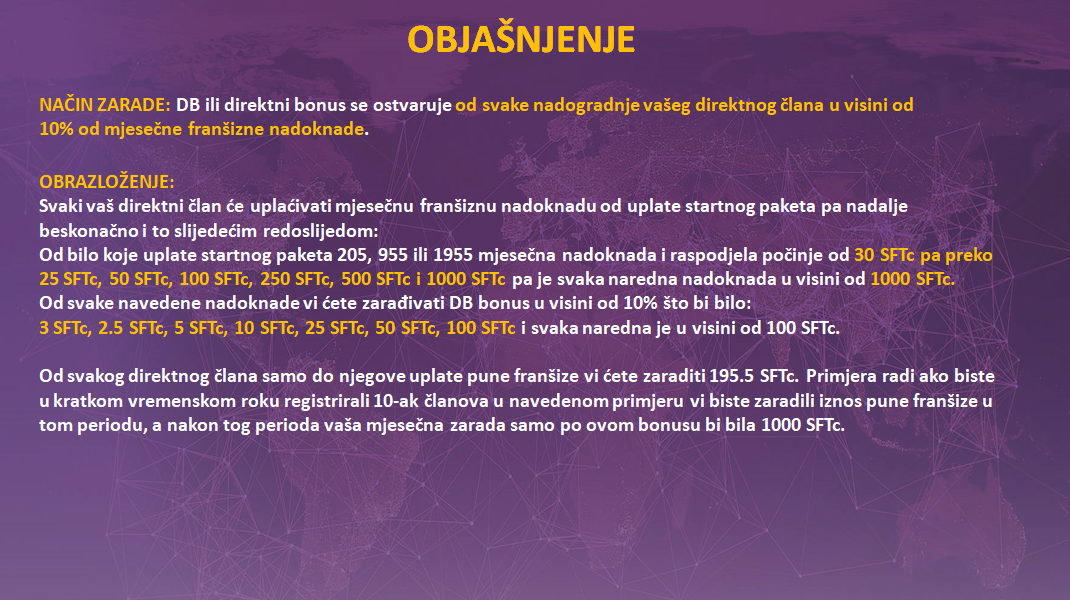 OBJAŠNJENJE
NAČIN ZARADE: DB ili direktni bonus se ostvaruje od svake nadogradnje vašeg direktnog člana u visini od
10% od mjesečne franšizne nadoknade.
OBRAZLOŽENJE:
Svaki vaš direktni član će uplaćivati mjesečnu franšiznu nadoknadu od uplate startnog paketa pa nadalje
beskonačno i to slijedećim redoslijedom:
Od bilo koje uplate startnog paketa 205, 955 ili 1955 mjesečna nadoknada i raspodjela počinje od 30 SFTc pa preko
25 SFTc, 50 SFTc, 100 SFTc, 250 SFTc, 500 SFTc i 1000 SFTc pa je svaka naredna nadoknada u visini od 1000 SFTc.
Od svake navedene nadoknade vi ćete zarađivati DB bonus u visini od 10% što bi bilo:
3 SFTc, 2.5 SFTc, 5 SFTc, 10 SFTc, 25 SFTc, 50 SFTc, 100 SFTc i svaka naredna je u visini od 100 SFTc.
Od svakog direktnog člana samo do njegove uplate pune franšize vi ćete zaraditi 195.5 SFTc. Primjera radi ako biste
u kratkom vremenskom roku registrirali 10-ak članova u navedenom primjeru vi biste zaradili iznos pune franšize u
tom periodu, a nakon tog perioda vaša mjesečna zarada samo po ovom bonusu bi bila 1000 SFTc.